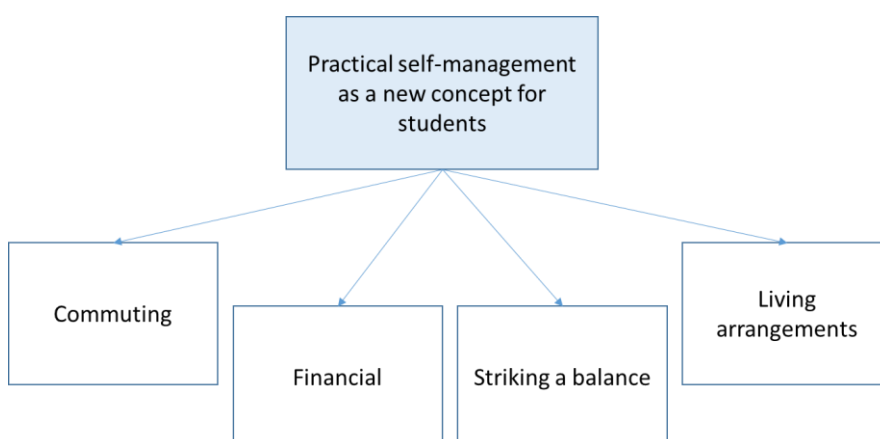 Practical self-management
as a new concept for
students
Commuting
Financial
Striking a balance
Living
arrangements